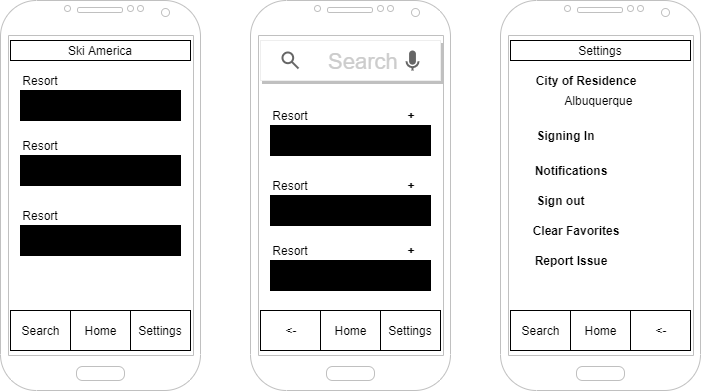 Ski America
Resort
Resort
Resort
Search Home Settings
Search
Resort +
Resort +
Resort +
<- Home Settings
Settings
City of Residence
Albuquerque
Signing In
Notifications
Sign out
Clear Favorites
Report Issue
Search Home <-